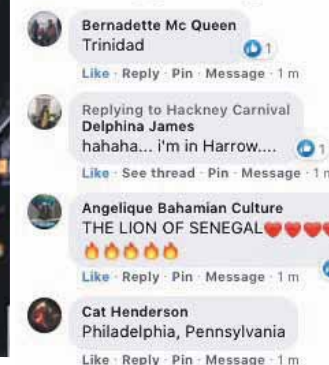 Bernadette Mc Queen
Trinidad
1
Like · Reply · Pin · Message · 1 m
Replying to Hackney Carnival
Delphina James
hahaha... i'm in Harrow....
1
Like · See thread · Pin · Message · 1 m
Angelique Bahamian Culture
THE LION OF SENEGAL❤️❤️❤️❤️
🔥🔥🔥🔥🔥
Like · Reply · Pin · Message · 1 m
Cat Henderson
Philadelphia, Pennsylvania
Like · Reply · Pin · Message · 1 m